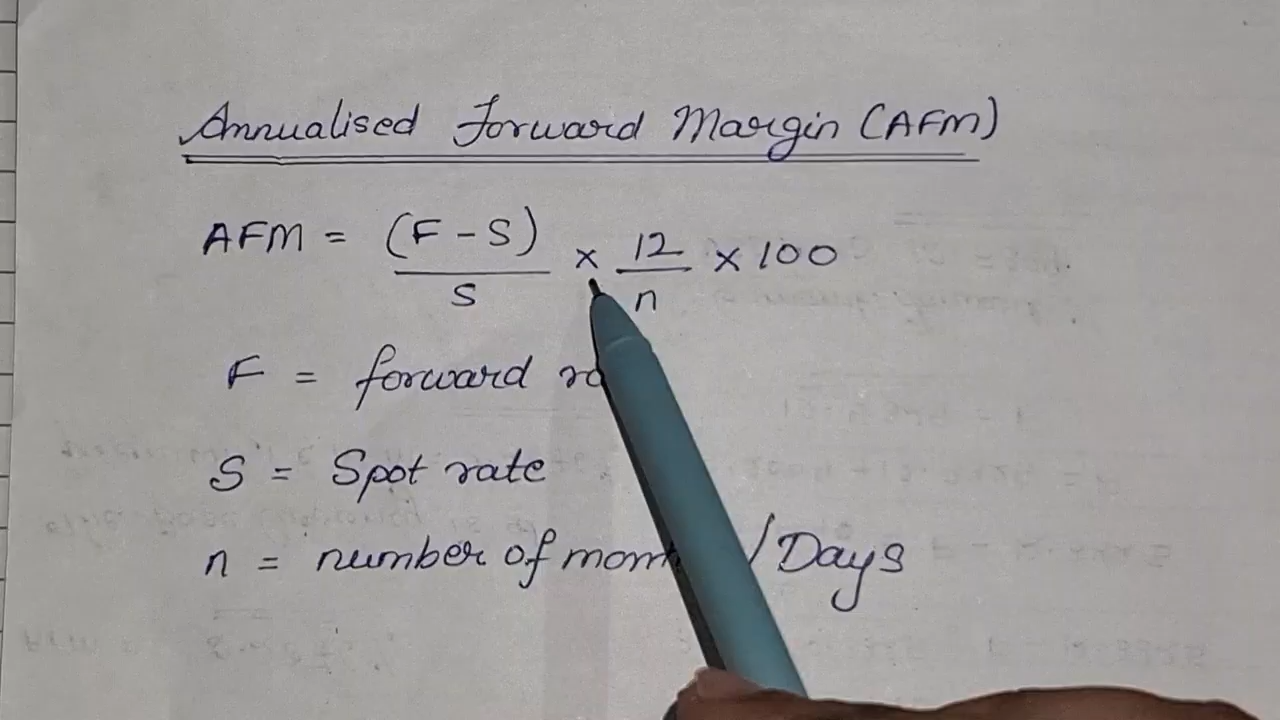 Annualised Forward Margin (AFM)
AFM = (F - S) / S × 12 / n × 100
F = forward
S = Spot rate
n = number of / Days